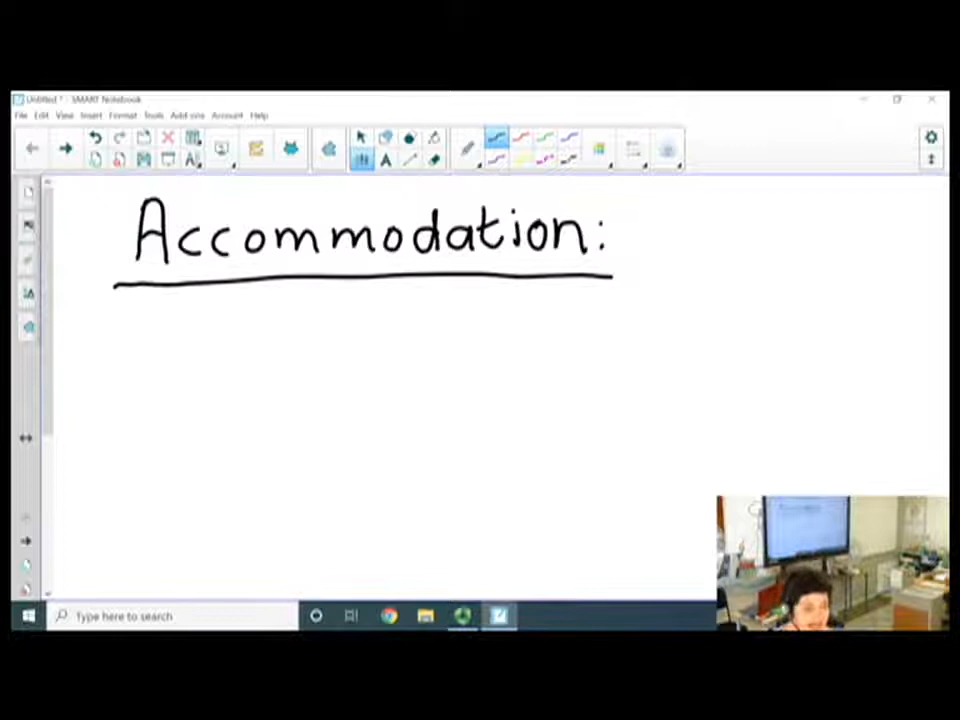 Untitled * - SMART Notebook
File Edit View Insert Format Tools Add-ons Account Help
Accommodation:
Type here to search